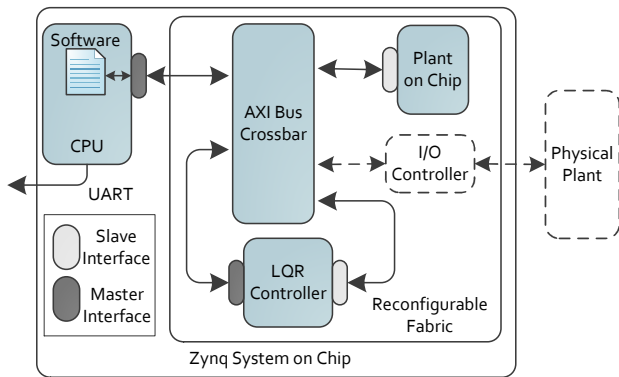 Software
CPU
UART
Slave
Interface
Master
Interface
AXI Bus
Crossbar
Plant
on Chip
I/O
Controller
Physical
Plant
LQR
Controller
Reconfigurable
Fabric
Zynq System on Chip